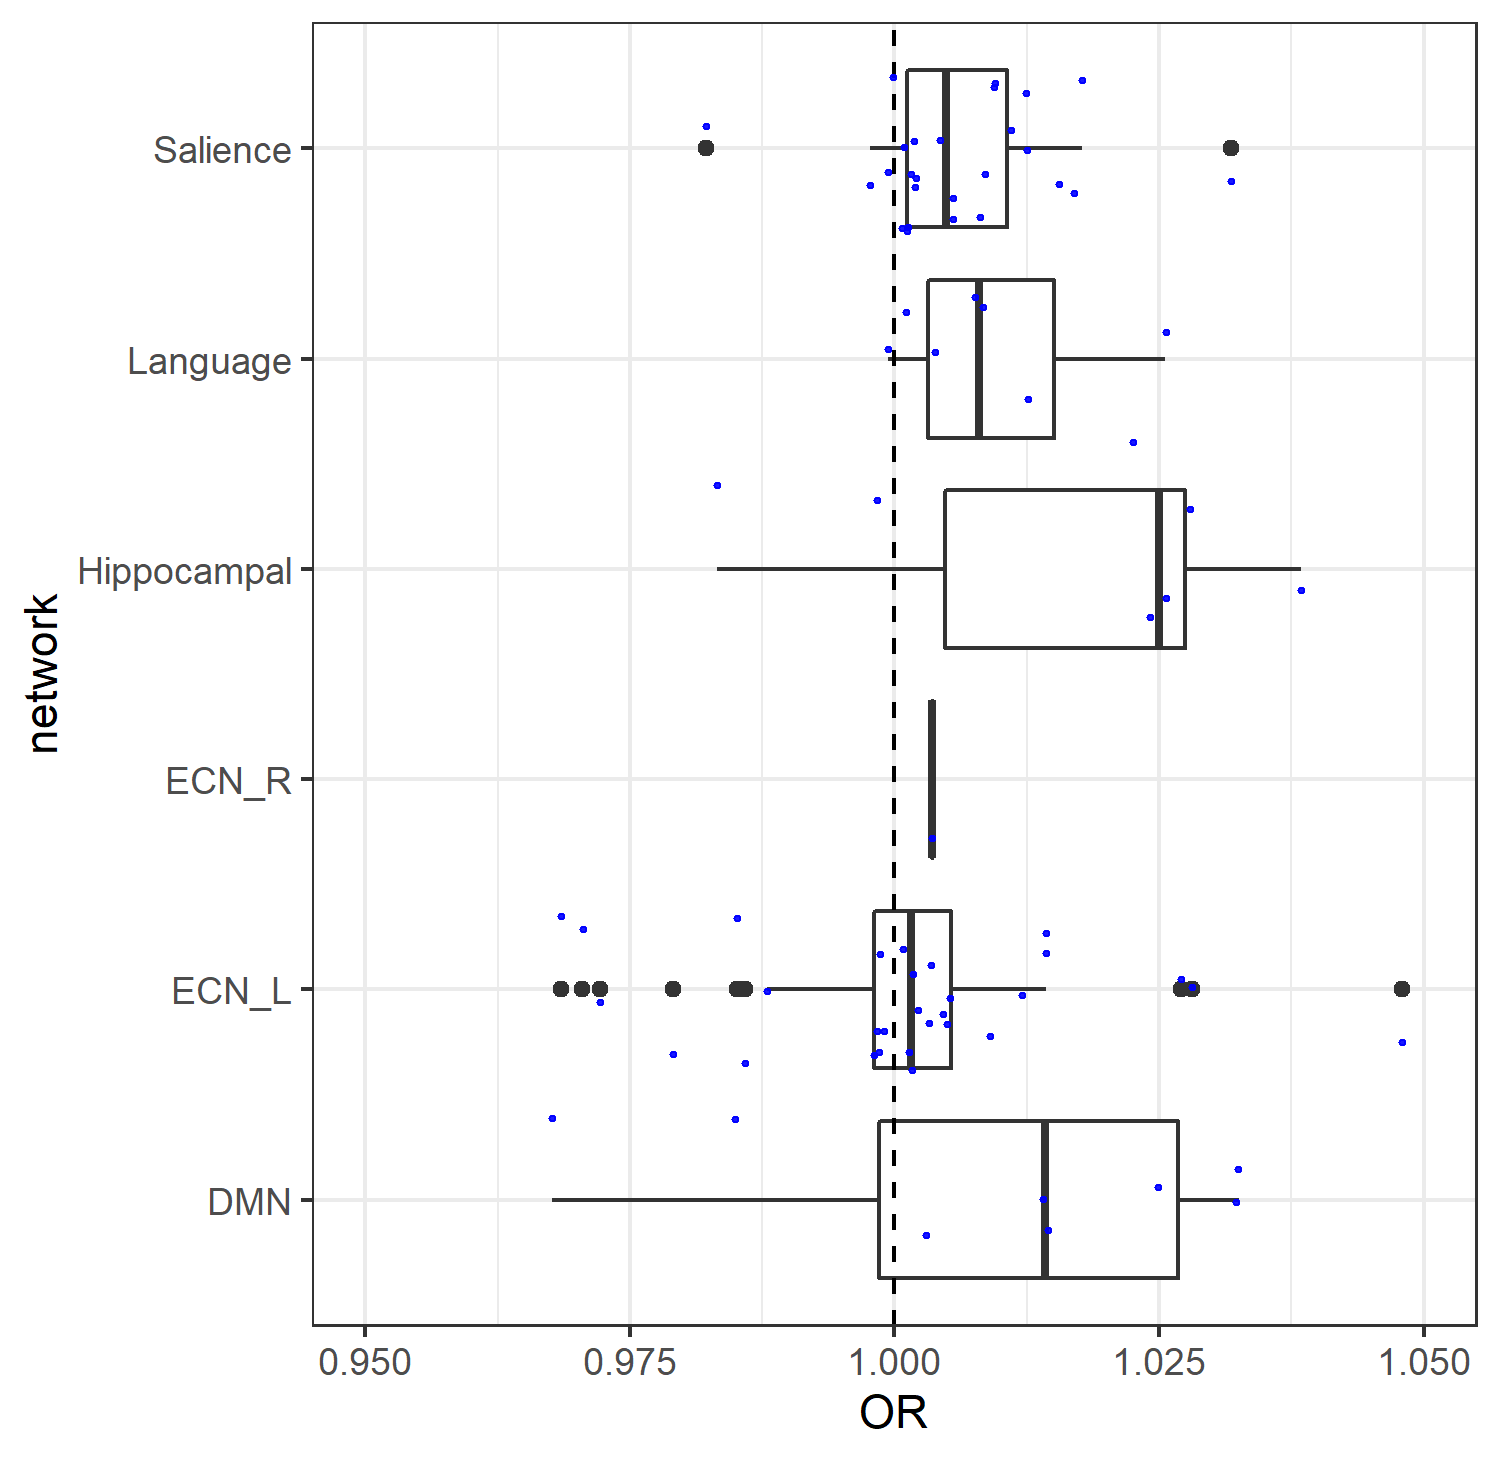 Salience
Language
Hippocampal
ECN_R
ECN_L
DMN
network
0.950 0.975 1.000 1.025 1.050
OR